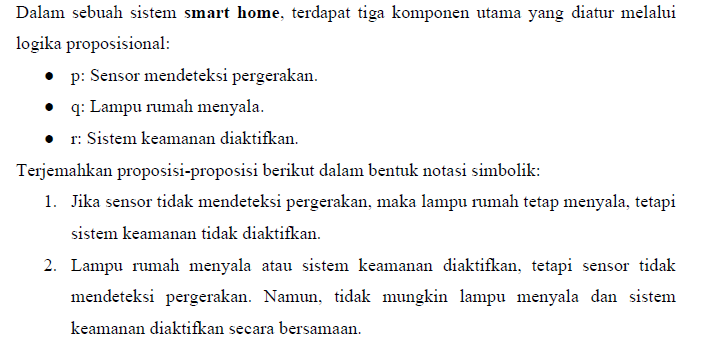 Dalam sebuah sistem smart home, terdapat tiga komponen utama yang diatur melalui
logika proposisional:
● p: Sensor mendeteksi pergerakan.
● q: Lampu rumah menyala.
● r: Sistem keamanan diaktifkan.
Terjemahkan proposisi-proposisi berikut dalam bentuk notasi simbolik:
1. Jika sensor tidak mendeteksi pergerakan, maka lampu rumah tetap menyala, tetapi
sistem keamanan tidak diaktifkan.
2. Lampu rumah menyala atau sistem keamanan diaktifkan, tetapi sensor tidak
mendeteksi pergerakan. Namun, tidak mungkin lampu menyala dan sistem
keamanan diaktifkan secara bersamaan.